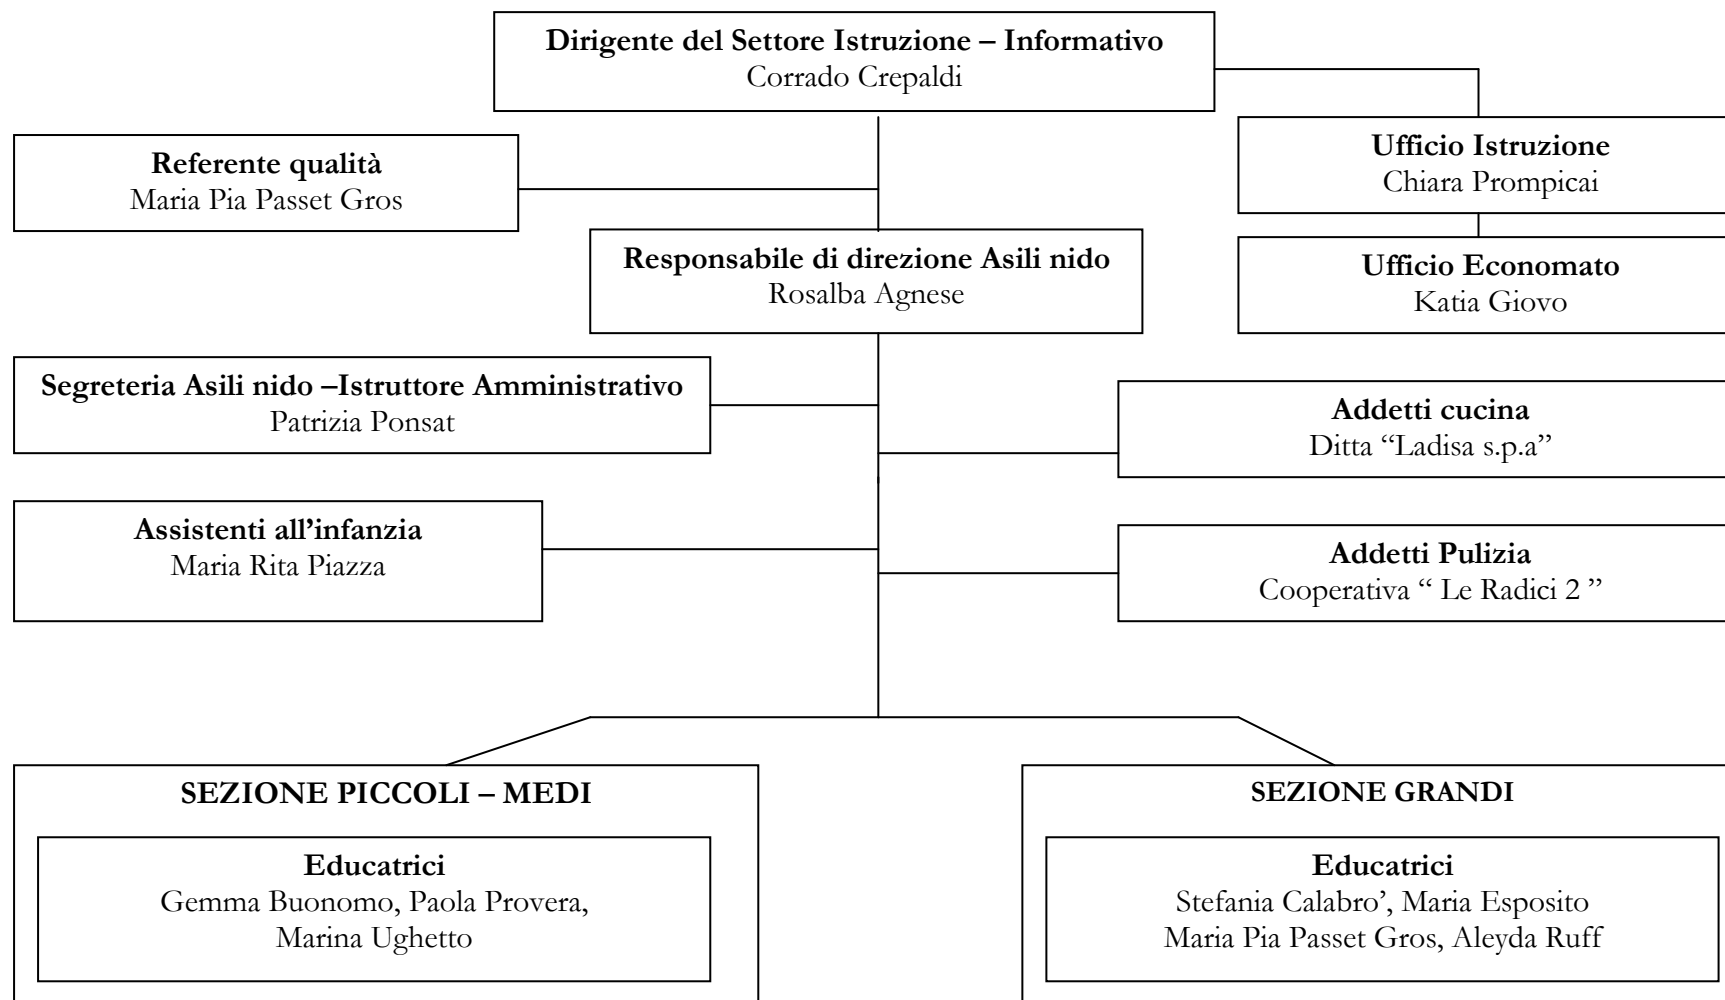 Dirigente del Settore Istruzione – Informativo
Corrado Crepaldi
Referente qualità
Maria Pia Passet Gros
Ufficio Istruzione
Chiara Prompicai
Responsabile di direzione Asili nido
Rosalba Agnese
Ufficio Economato
Katia Giovo
Segreteria Asili nido –Istruttore Amministrativo
Patrizia Ponsat
Addetti cucina
Ditta “Ladisa s.p.a”
Assistenti all’infanzia
Maria Rita Piazza
Addetti Pulizia
Cooperativa “ Le Radici 2 ”
SEZIONE PICCOLI – MEDI
Educatrici
Gemma Buonomo, Paola Provera,
Marina Ughetto
SEZIONE GRANDI
Educatrici
Stefania Calabro’, Maria Esposito
Maria Pia Passet Gros, Aleyda Ruff